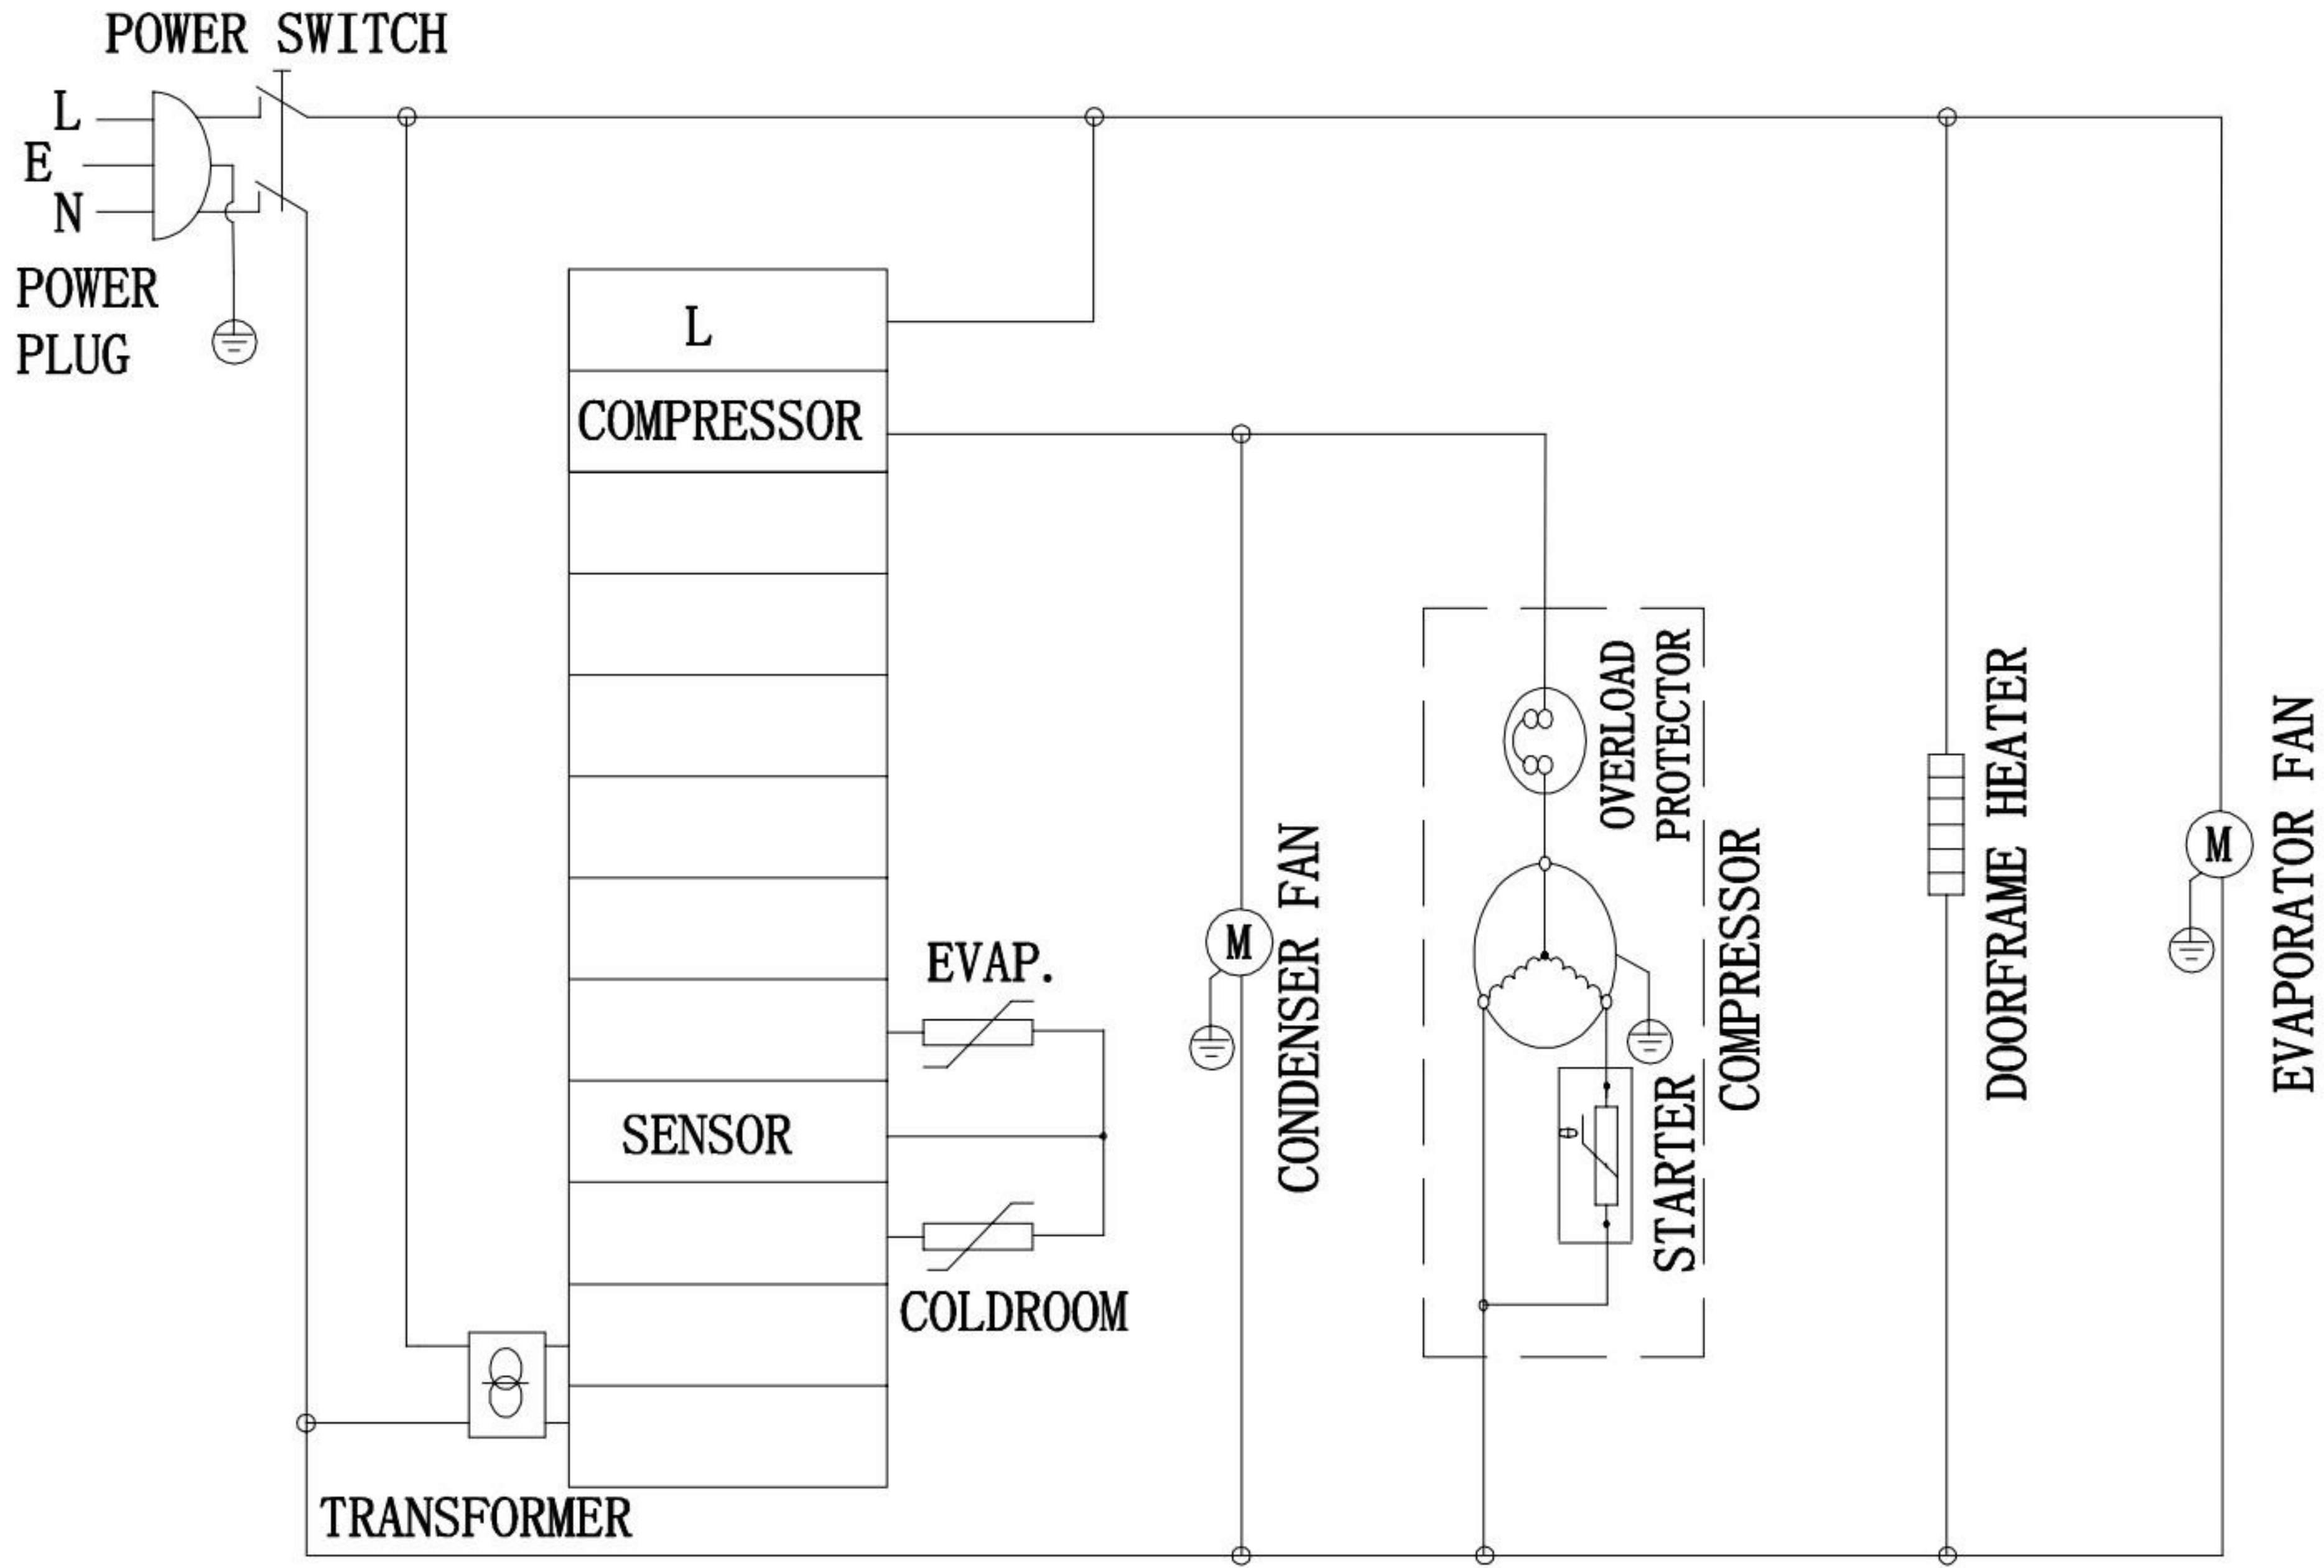 POWER SWITCH
L
E
N
POWER
PLUG
L
COMPRESSOR
SENSOR
EVAP.
COLDROOM
TRANSFORMER
M
CONDENSER FAN
OVERLOAD
PROTECTOR
COMPRESSOR
STARTER
DOORFRAME HEATER
M
EVAPORATOR FAN